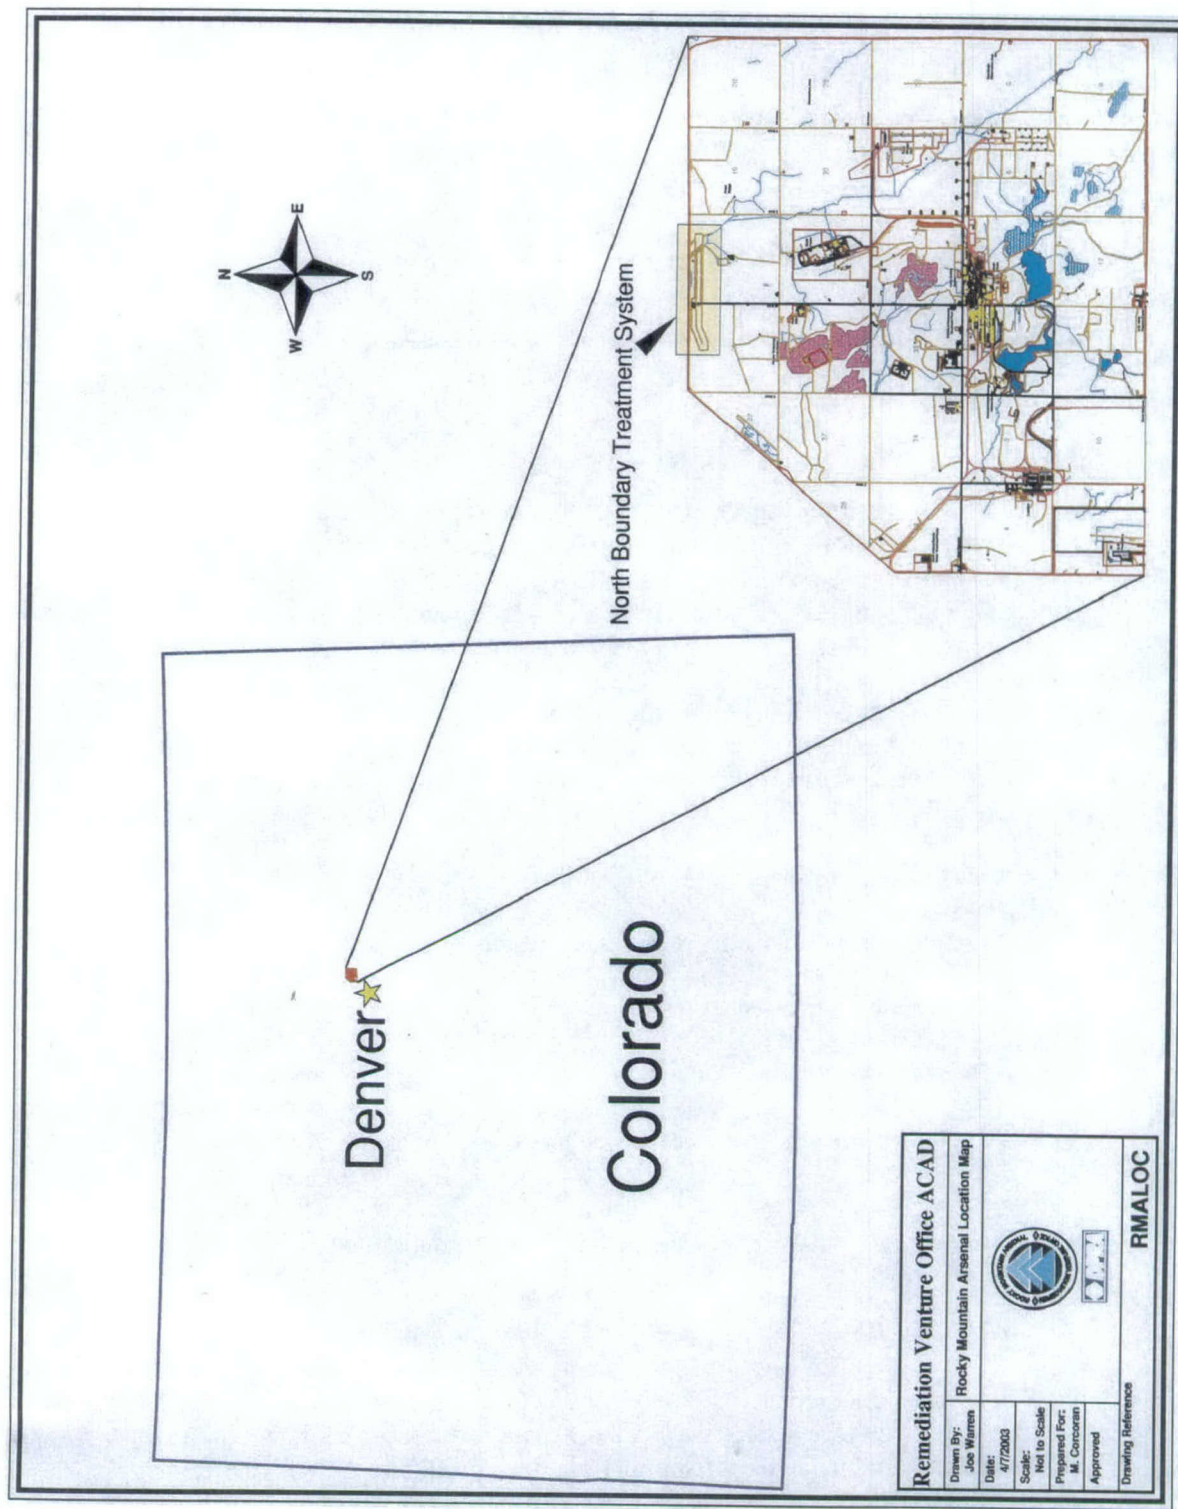 N
W
E
S
North Boundary Treatment System
Denver
Colorado
Remediation Venture Office ACAD
Drawn By:
Joe Warren
Rocky Mountain Arsenal Location Map
Date:
4/7/2003
Scale:
Not to Scale
Prepared For:
M. Corcoran
Approved
Drawing Reference
RMALOC